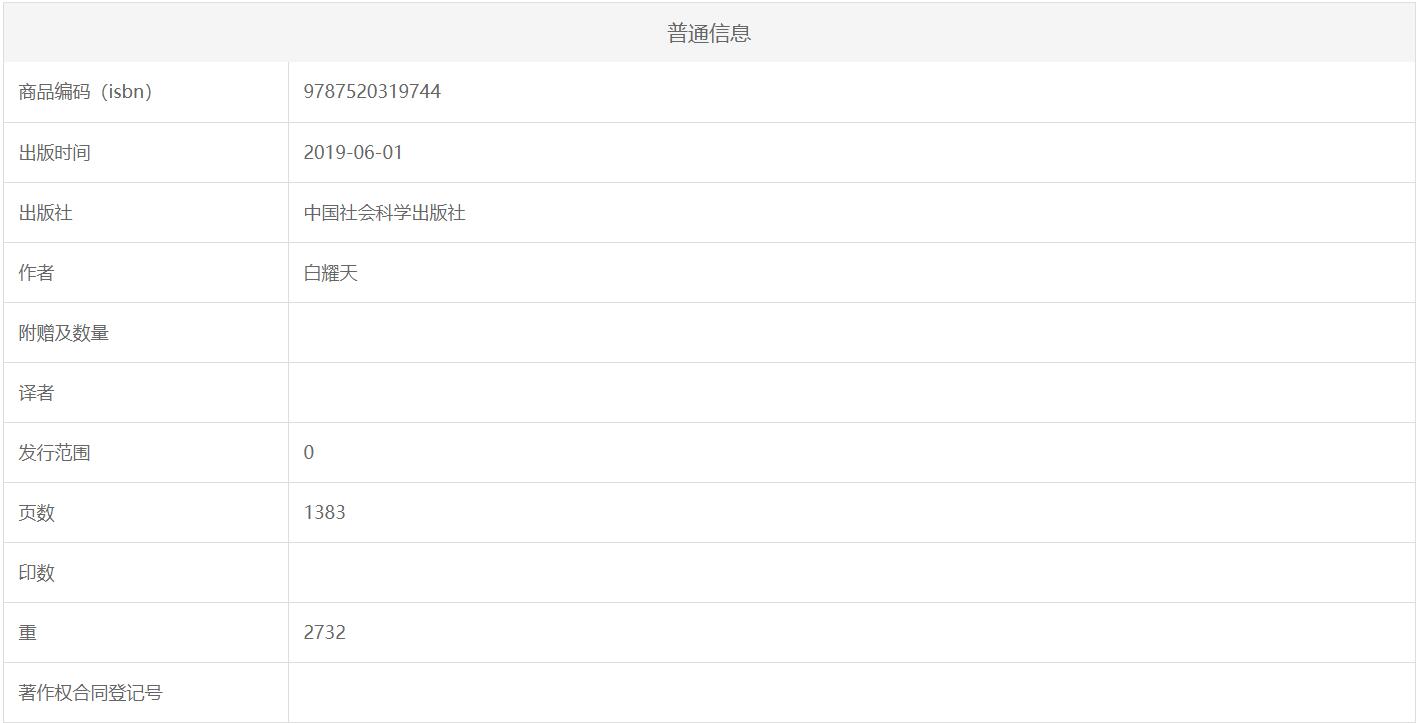 普通信息
商品编码（isbn） 9787520319744
出版时间 2019-06-01
出版社 中国社会科学出版社
作者 白耀天
附赠及数量
译者
发行范围 0
页数 1383
印数
重 2732
著作权合同登记号